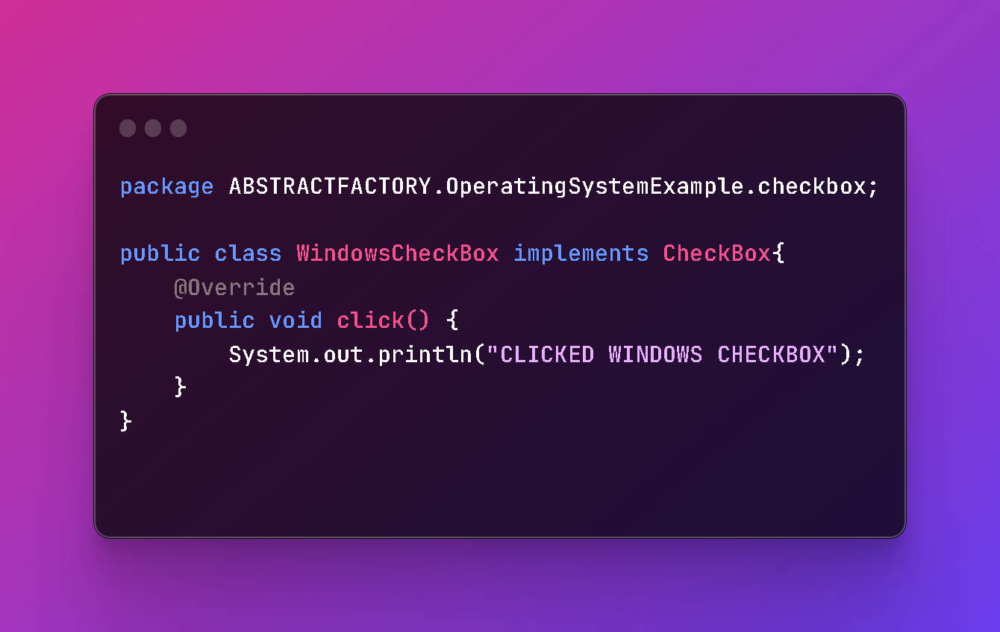 package ABSTRACTFACTORY.OperatingSystemExample.checkbox;
public class WindowsCheckBox implements CheckBox{
@Override
public void click() {
System.out.println("CLICKED WINDOWS CHECKBOX");
}
}